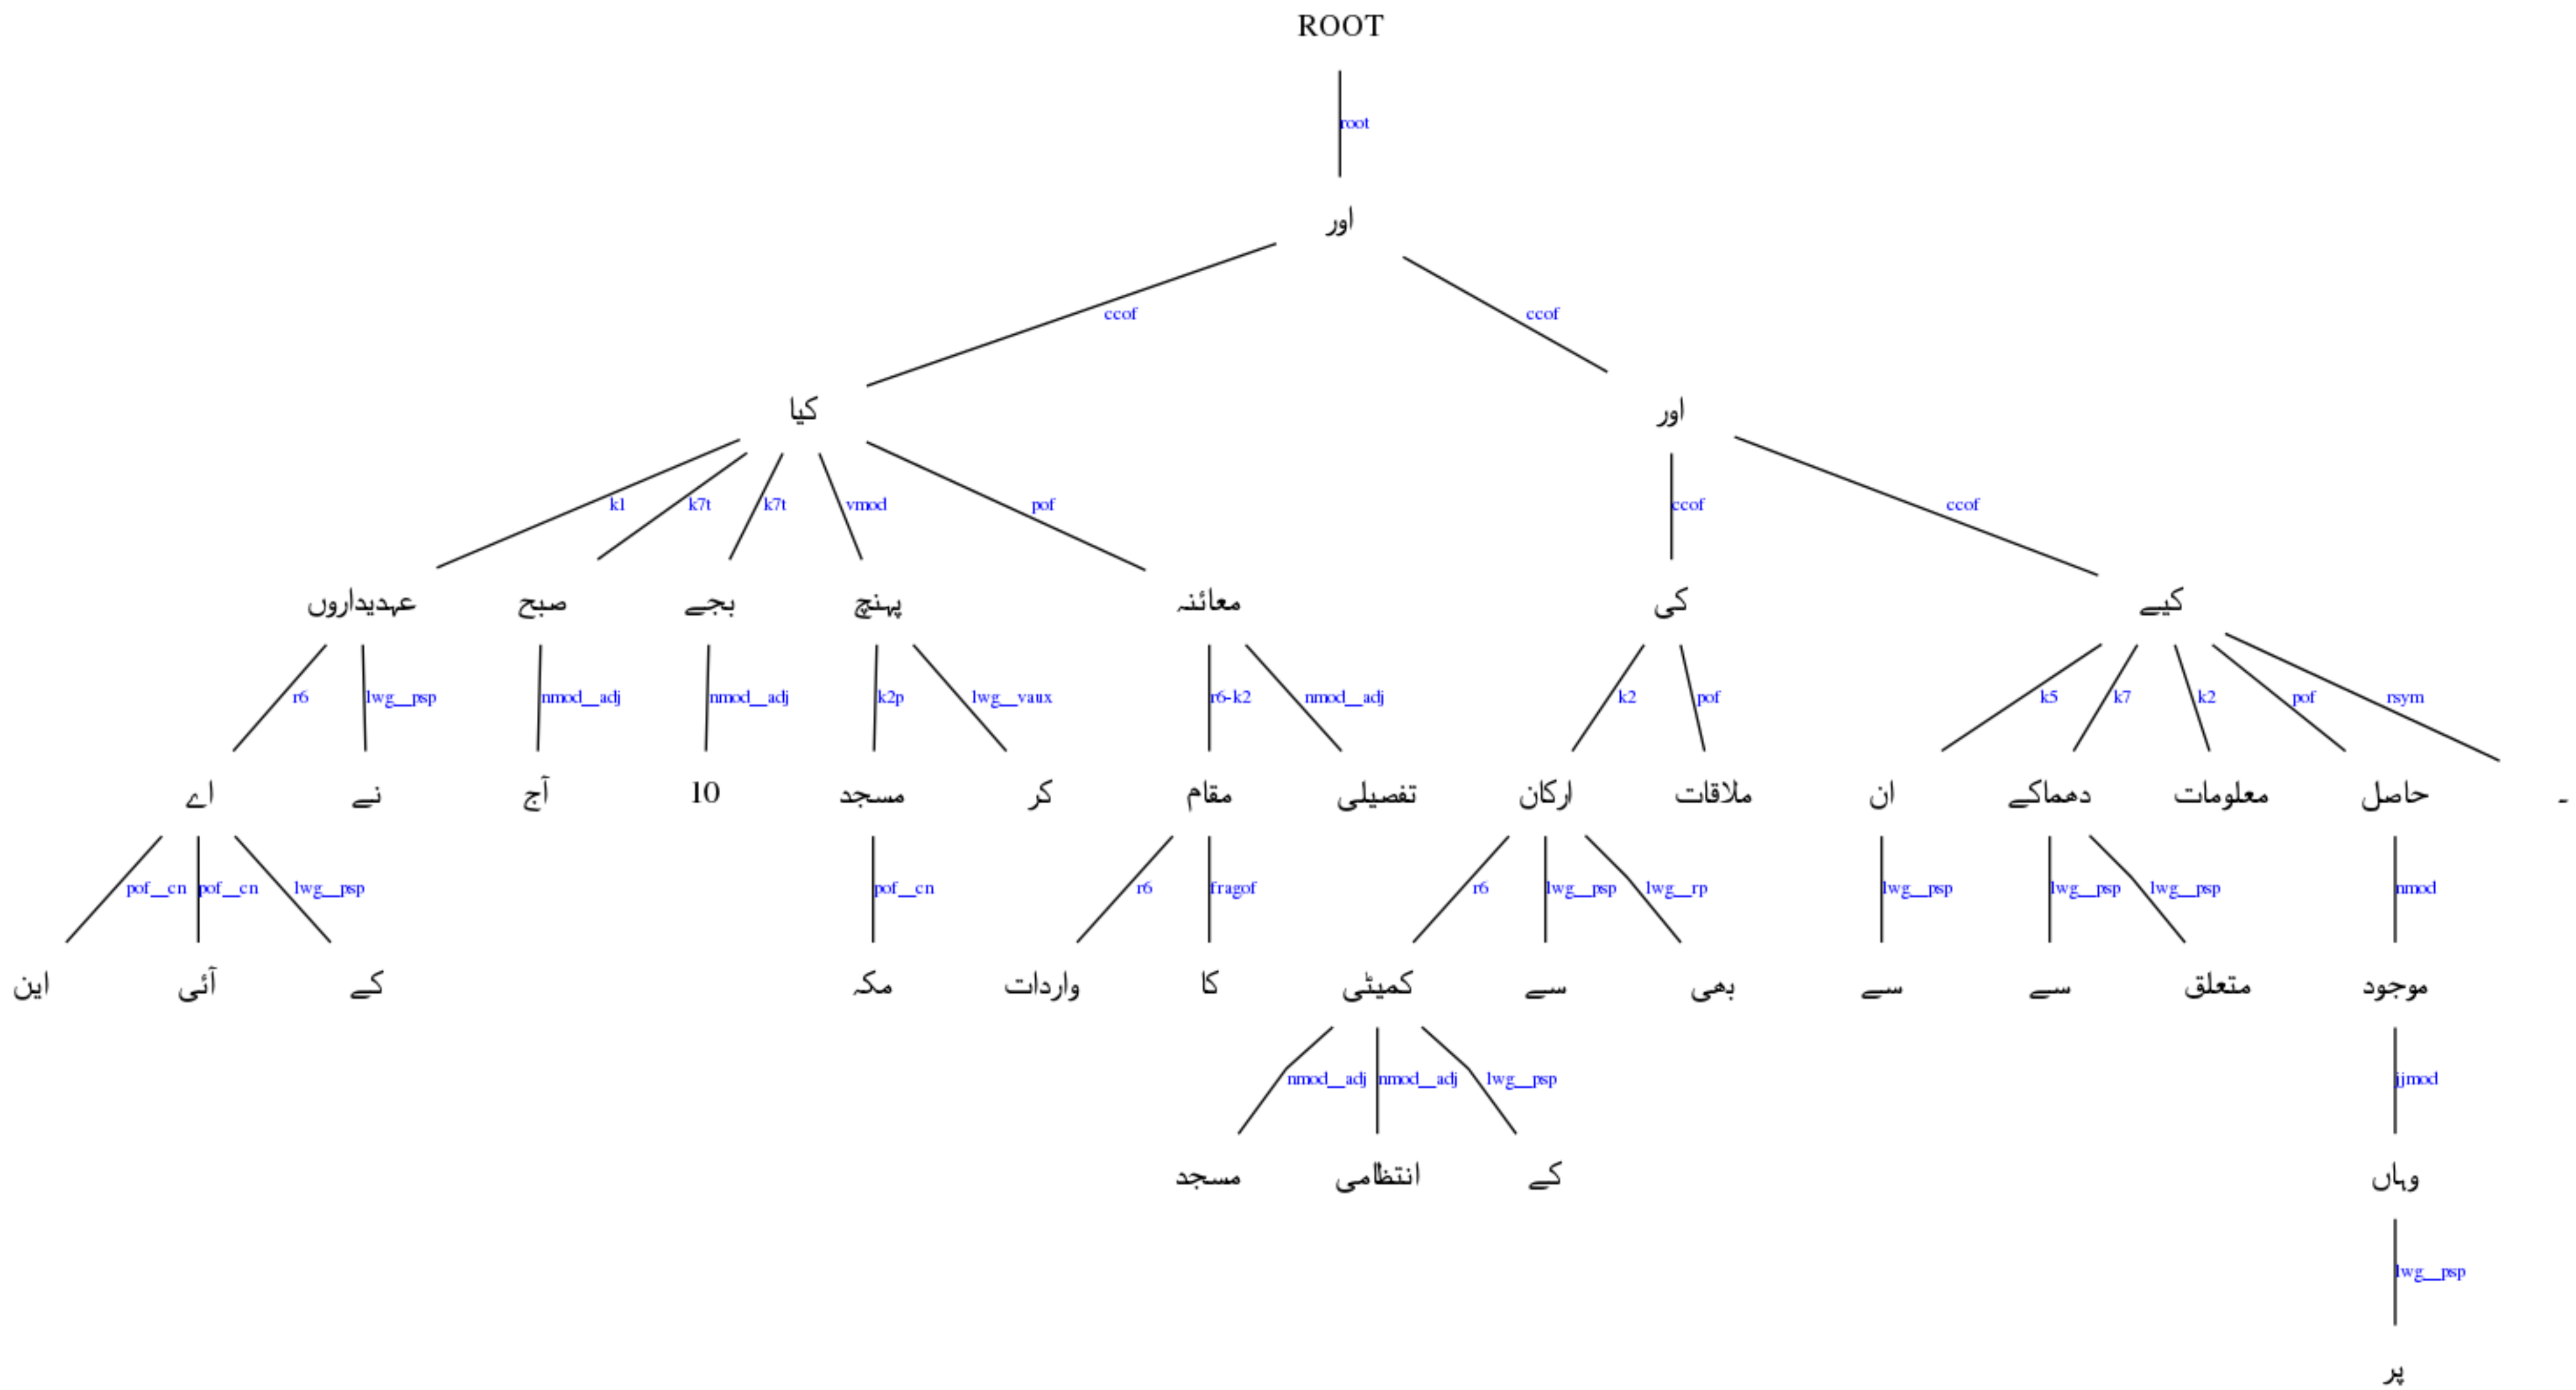 ROOT
root
اور
ccof ccof
کیا اور
k1 k7t k7t vmod pof ccof ccof
عہدیداروں صبح بجے پہنچ معائنہ کی کیے
r6 lwg__psp nmod__adj nmod__adj k2p lwg__vaux r6-k2 nmod__adj k2 pof k5 k7 k2 pof rsym
اے نے آج 10 مسجد کر مقام تفصیلی ارکان ملاقات ان دھماکے معلومات حاصل ۔
pof__cn pof__cn lwg__psp pof__cn r6 fragof r6 lwg__psp lwg__rp lwg__psp lwg__psp lwg__psp nmod
این آئی کے مکہ واردات کا کمیٹی سے بھی سے سے متعلق موجود
nmod__adj nmod__adj lwg__psp jjmod
مسجد انتظامی کے وہاں
lwg__psp
پر